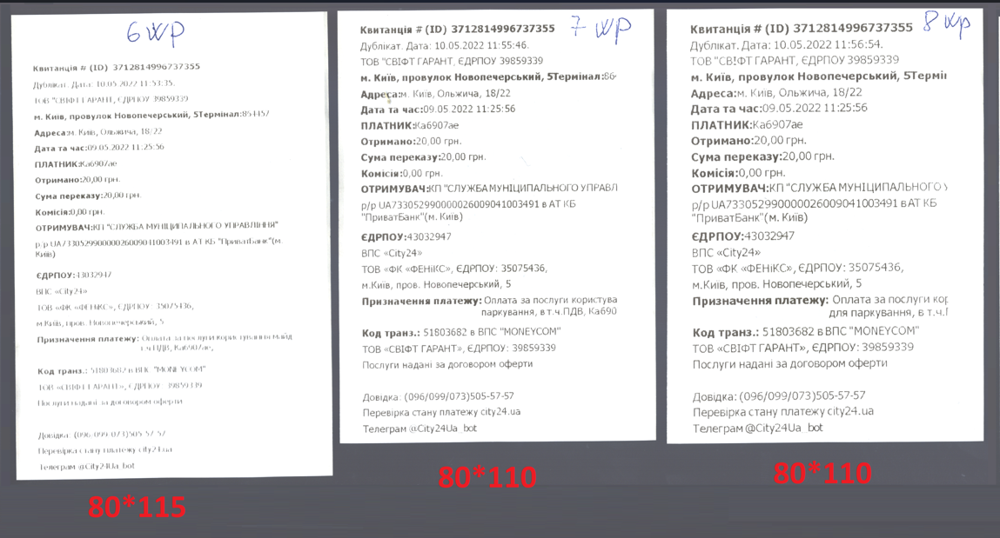 6 шр
Квитанція # (ID) 3712814996737355
Дублікат. Дата: 10.05.2022 11:53:35.
ТОВ "СВІФТ ГАРАНТ, ЄДРПОУ 39859339
м. Київ, провулок Новопечерський, 5Термінал:854457
Адреса:м. Київ, Ольжича, 18/22
Дата та час:09.05.2022 11:25:56
ПЛАТНИК:Ка6907ае
Отримано:20,00 грн.
Сума переказу:20,00 грн.
Комісія:0,00 грн.
ОТРИМУВАЧ:КП "СЛУЖБА МУНІЦИПАЛЬНОГО УПРАВЛІННЯ"
р/р UA733052990000026009041003491 в АТ КБ "ПриватБанк"(м.
Київ)
ЄДРПОУ:43032947
ВПС «City24»
ТОВ «ФК «ФЕНіКС», ЄДРПОУ: 35075436,
м.Київ, пров. Новопечерський, 5
Призначення платежу: Оплата за послуги користування майд
т.ч.ПДВ, Ка6907ае,
Код транз.: 51803682 в ВПС "MONEYCOM"
ТОВ «СВІФТ ГАРАНТ», ЄДРПОУ: 39859339
Послуги надані за договором оферти
Довідка: (096/099/073)505-57-57
Перевірка стану платежу city24.ua
Телеграм @City24Ua_bot
80*115
7 шр
Квитанція # (ID) 3712814996737355
Дублікат. Дата: 10.05.2022 11:55:46.
ТОВ "СВІФТ ГАРАНТ, ЄДРПОУ 39859339
м. Київ, провулок Новопечерський, 5Термінал:86
Адреса:м. Київ, Ольжича, 18/22
Дата та час:09.05.2022 11:25:56
ПЛАТНИК:Ка6907ае
Отримано:20,00 грн.
Сума переказу:20,00 грн.
Комісія:0,00 грн.
ОТРИМУВАЧ:КП "СЛУЖБА МУНІЦИПАЛЬНОГО УПРАВЛ
р/р UA733052990000026009041003491 в АТ КБ
"ПриватБанк"(м. Київ)
ЄДРПОУ:43032947
ВПС «City24»
ТОВ «ФК «ФЕНіКС», ЄДРПОУ: 35075436,
м.Київ, пров. Новопечерський, 5
Призначення платежу: Оплата за послуги користува
паркування, в т.ч.ПДВ, Ка690
Код транз.: 51803682 в ВПС "MONEYCOM"
ТОВ «СВІФТ ГАРАНТ», ЄДРПОУ: 39859339
Послуги надані за договором оферти
Довідка: (096/099/073)505-57-57
Перевірка стану платежу city24.ua
Телеграм @City24Ua_bot
80*110
8 шр
Квитанція # (ID) 3712814996737355
Дублікат. Дата: 10.05.2022 11:56:54.
ТОВ "СВІФТ ГАРАНТ, ЄДРПОУ 39859339
м. Київ, провулок Новопечерський, 5Термін
Адреса:м. Київ, Ольжича, 18/22
Дата та час:09.05.2022 11:25:56
ПЛАТНИК:Ка6907ае
Отримано:20,00 грн.
Сума переказу:20,00 грн.
Комісія:0,00 грн.
ОТРИМУВАЧ:КП "СЛУЖБА МУНІЦИПАЛЬНОГО У
р/р UA733052990000026009041003491 в АТ КБ
"ПриватБанк"(м. Київ)
ЄДРПОУ:43032947
ВПС «City24»
ТОВ «ФК «ФЕНіКС», ЄДРПОУ: 35075436,
м.Київ, пров. Новопечерський, 5
Призначення платежу: Оплата за послуги кор
для паркування, в т.ч.П
Код транз.: 51803682 в ВПС "MONEYCOM"
ТОВ «СВІФТ ГАРАНТ», ЄДРПОУ: 39859339
Послуги надані за договором оферти
Довідка: (096/099/073)505-57-57
Перевірка стану платежу city24.ua
Телеграм @City24Ua_bot
80*110